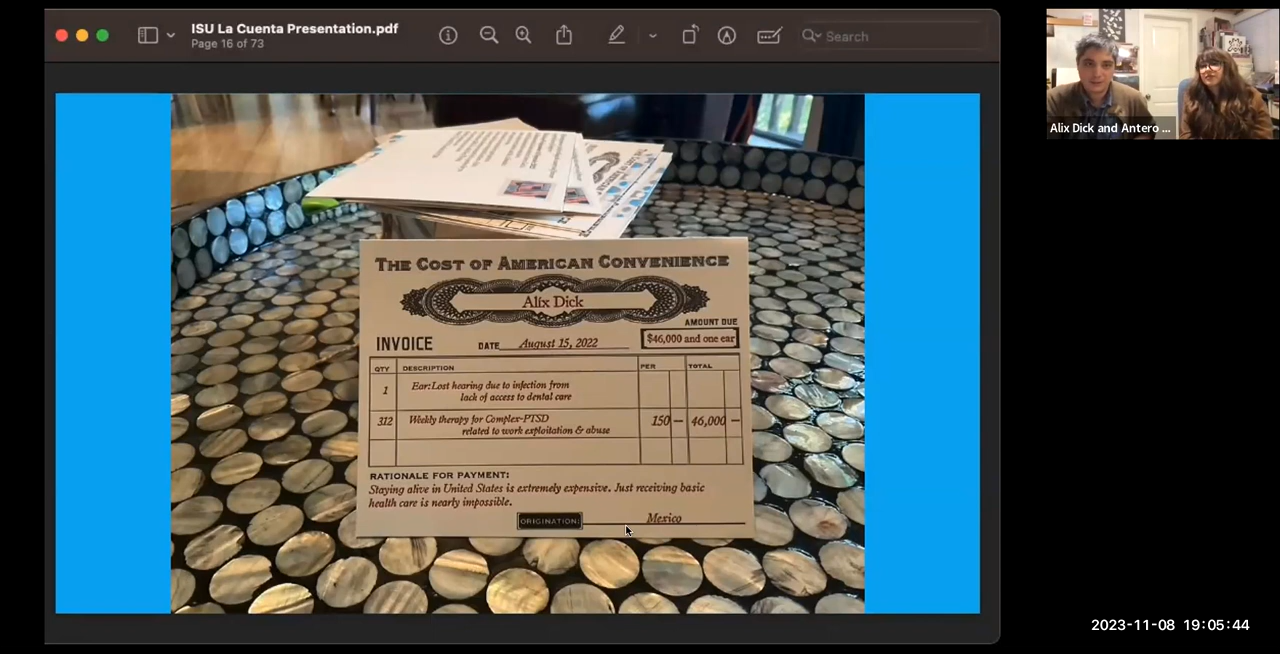 ISU La Cuenta Presentation.pdf
Page 16 of 73
Search
Alix Dick and Antero ...
THE COST OF AMERICAN CONVENIENCE
Alix Dick
AMOUNT DUE
$46,000 and one ear
INVOICE
DATE August 15, 2022
QTY DESCRIPTION PER TOTAL
1 Ear: Lost hearing due to infection from
lack of access to dental care
312 Weekly therapy for Complex-PTSD 150 — 46,000 —
related to work exploitation & abuse
RATIONALE FOR PAYMENT:
Staying alive in United States is extremely expensive. Just receiving basic
health care is nearly impossible.
ORIGINATION: Mexico
2023-11-08 19:05:44